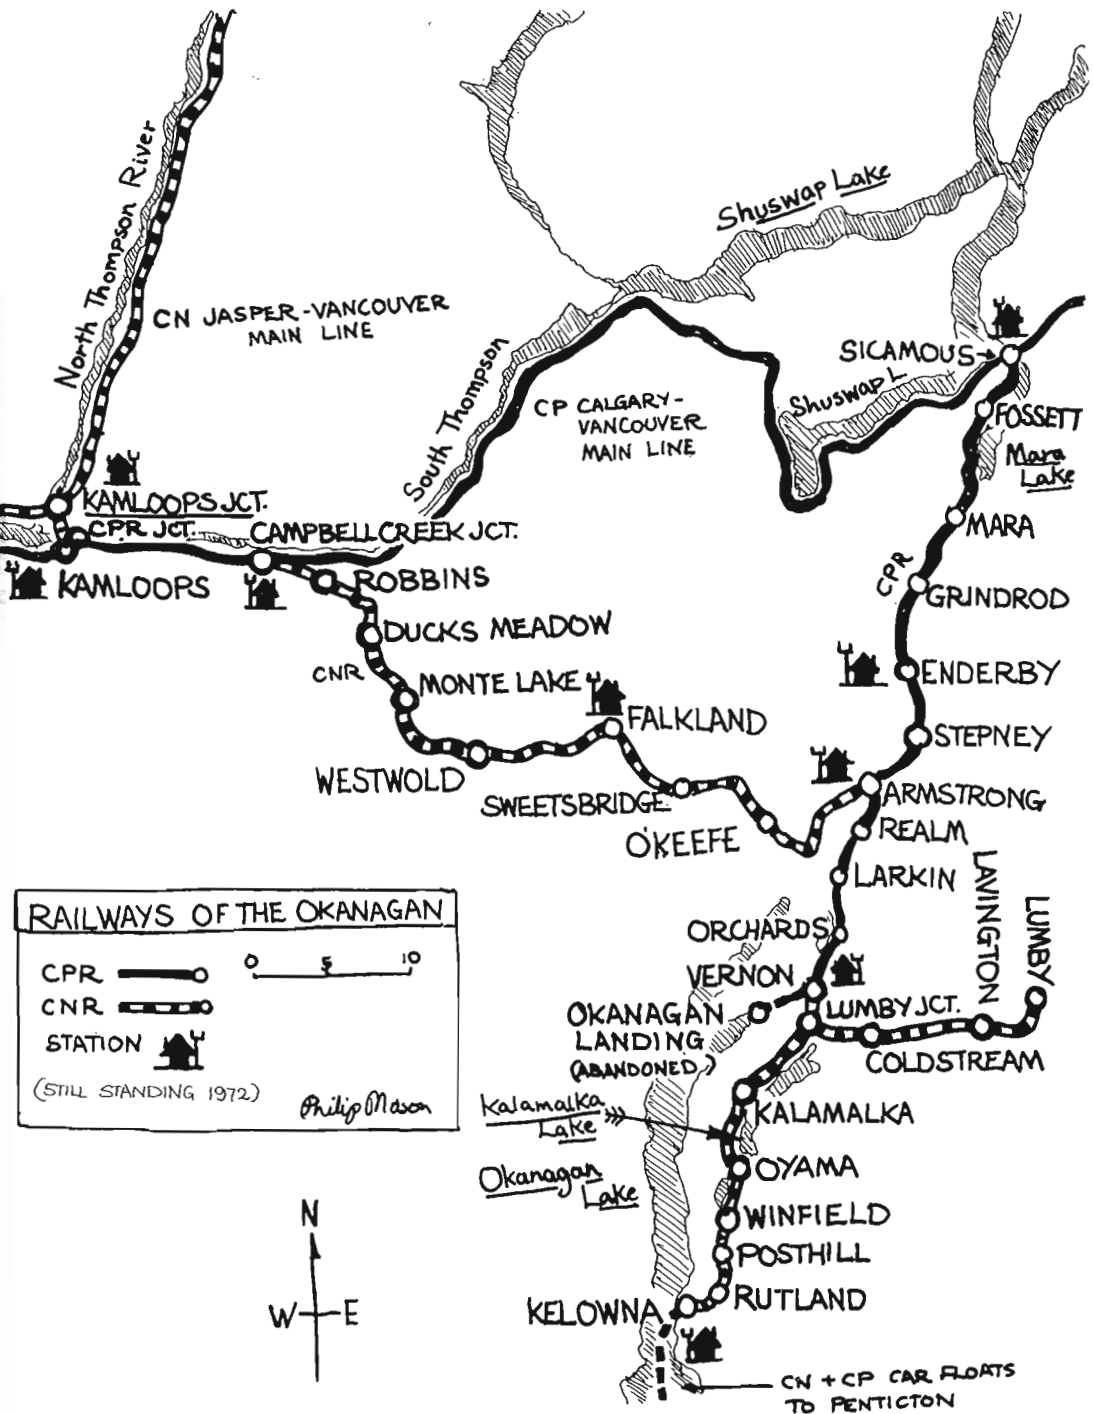 North Thompson River
Shuswap Lake
CN JASPER-VANCOUVER
MAIN LINE
South Thompson
SICAMOUS
Shuswap L
CP CALGARY-
VANCOUVER
MAIN LINE
FOSSETT
Mara
Lake
KAMLOOPS JCT.
CPR JCT.
CAMPBELL CREEK JCT.
MARA
KAMLOOPS
ROBBINS
CPR
GRINDROD
DUCKS MEADOW
CNR
MONTE LAKE
ENDERBY
FALKLAND
STEPNEY
WESTWOLD
SWEETSBRIDGE
ARMSTRONG
O'KEEFE
REALM
LARKIN
LAVINGTON
LUMBY
ORCHARDS
VERNON
OKANAGAN
LANDING
(ABANDONED)
LUMBY JCT.
COLDSTREAM
RAILWAYS OF THE OKANAGAN
CPR
0 5 10
CNR
STATION
(STILL STANDING 1972)
Philip Mason
Kalamalka
Lake
KALAMALKA
Okanagan
Lake
OYAMA
WINFIELD
POSTHILL
RUTLAND
KELOWNA
N
W E
CN + CP CAR FLOATS
TO PENTICTON